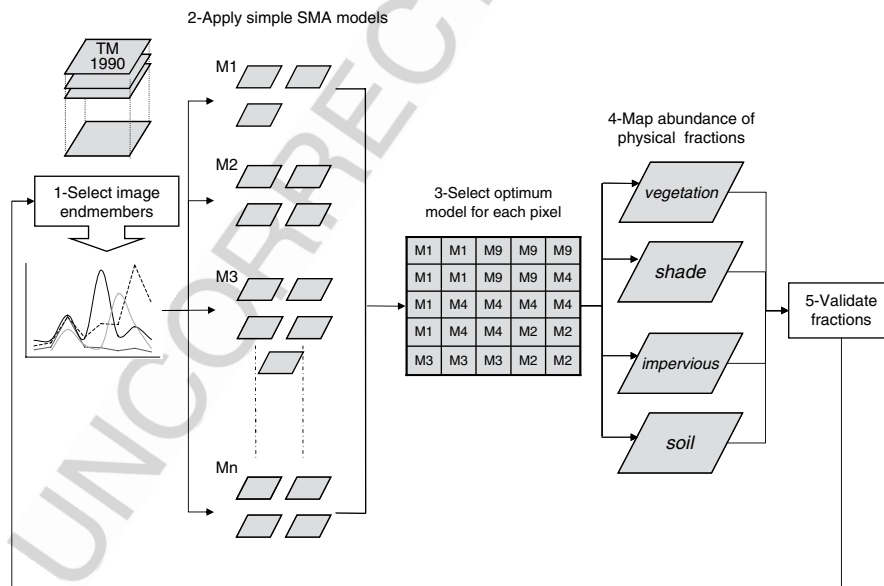 2-Apply simple SMA models
TM
1990
M1
M2
M3
Mn
1-Select image
endmembers
3-Select optimum
model for each pixel
M1 M1 M9 M9 M9
M1 M1 M9 M9 M4
M1 M4 M4 M4 M4
M1 M4 M4 M2 M2
M3 M3 M3 M2 M2
4-Map abundance of
physical fractions
vegetation
shade
impervious
soil
5-Validate
fractions
UNCORRECT